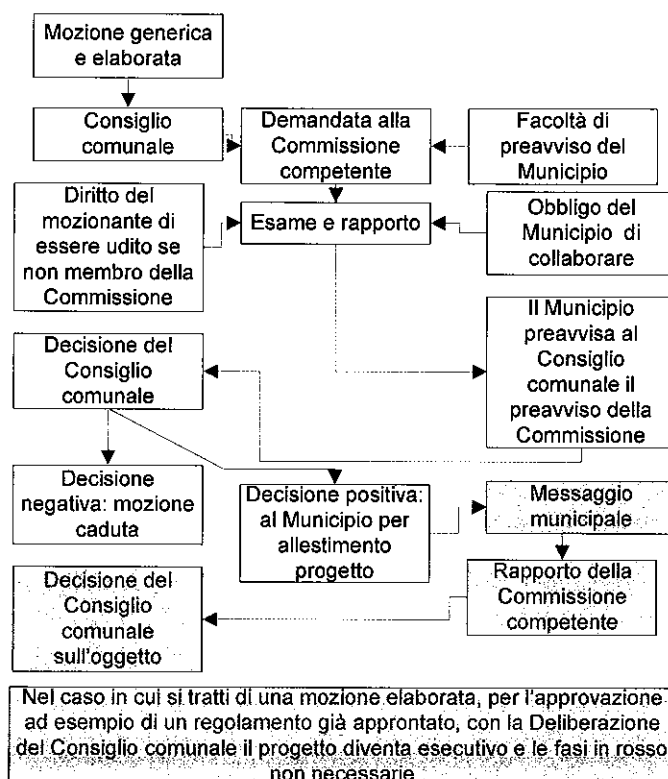 Mozione generica
e elaborata
Consiglio
comunale
Demandata alla
Commissione
competente
Facoltà di
preavviso del
Municipio
Diritto del
mozionante di
essere udito se
non membro della
Commissione
Esame e rapporto
Obbligo del
Municipio di
collaborare
Decisione del
Consiglio
comunale
Il Municipio
preavvisa al
Consiglio
comunale il
preavviso della
Commissione
Decisione
negativa: mozione
caduta
Decisione positiva:
al Municipio per
allestimento
progetto
Messaggio
municipale
Decisione del
Consiglio
comunale
sull'oggetto
Rapporto della
Commissione
competente
Nel caso in cui si tratti di una mozione elaborata, per l'approvazione
ad esempio di un regolamento già approntato, con la Deliberazione
del Consiglio comunale il progetto diventa esecutivo e le fasi in rosso
non necessarie